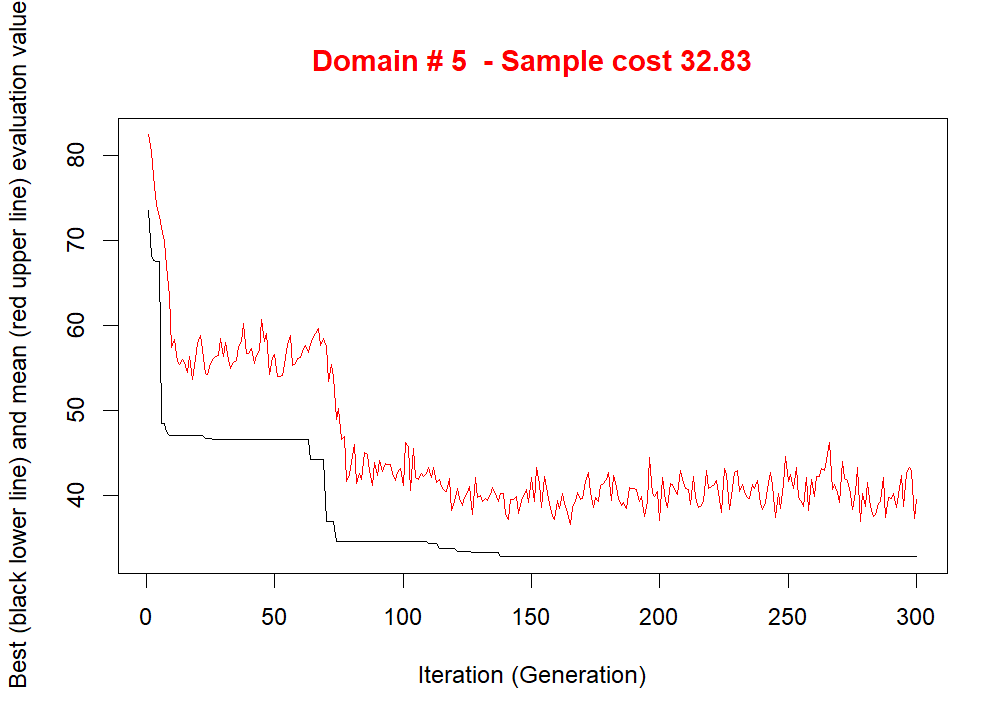 Domain # 5  - Sample cost 32.83
Best (black lower line) and mean (red upper line) evaluation value
80
70
60
50
40
0 50 100 150 200 250 300
Iteration (Generation)